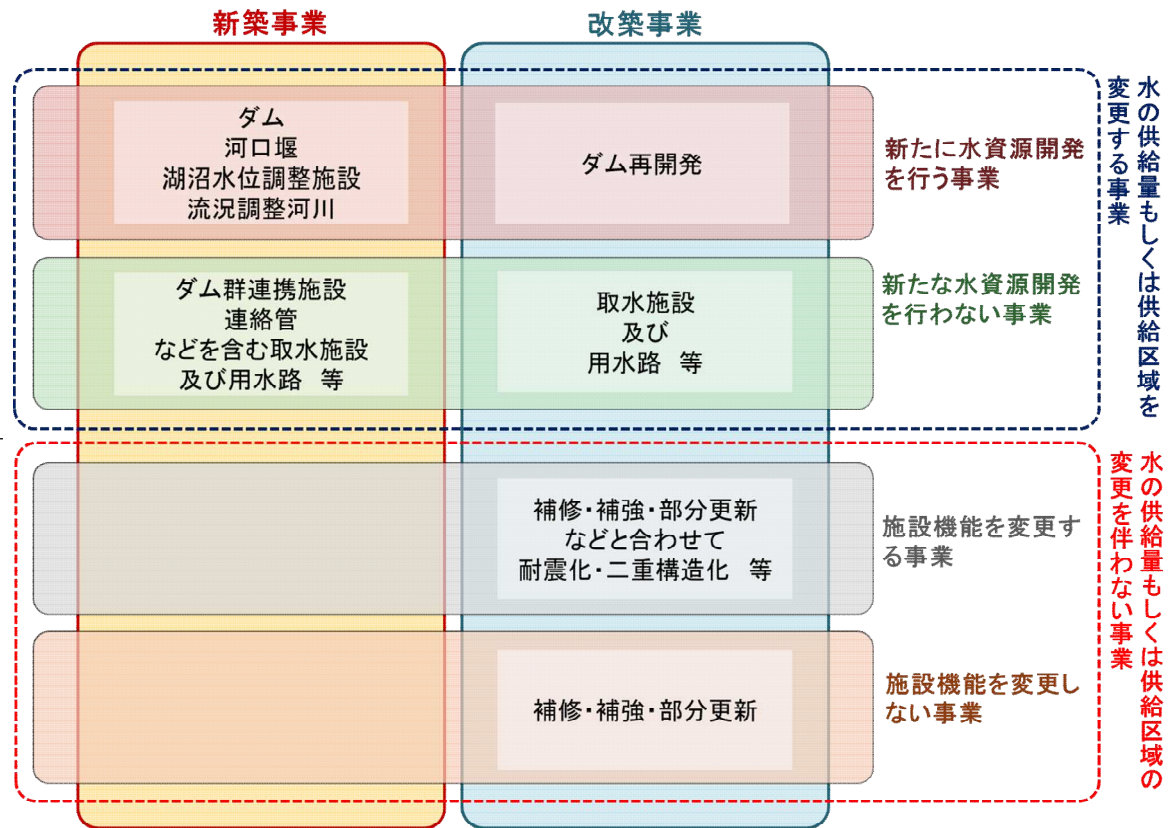 新築事業
改築事業
ダム
河口堰
湖沼水位調整施設
流況調整河川
ダム再開発
新たに水資源開発
を行う事業
ダム群連携施設
連絡管
などを含む取水施設
及び用水路 等
取水施設
及び
用水路 等
新たな水資源開発
を行わない事業
水の供給量もしくは供給区域を
変更する事業
補修・補強・部分更新
などと合わせて
耐震化・二重構造化 等
施設機能を変更す
る事業
補修・補強・部分更新
施設機能を変更し
ない事業
水の供給量もしくは供給区域の
変更を伴わない事業